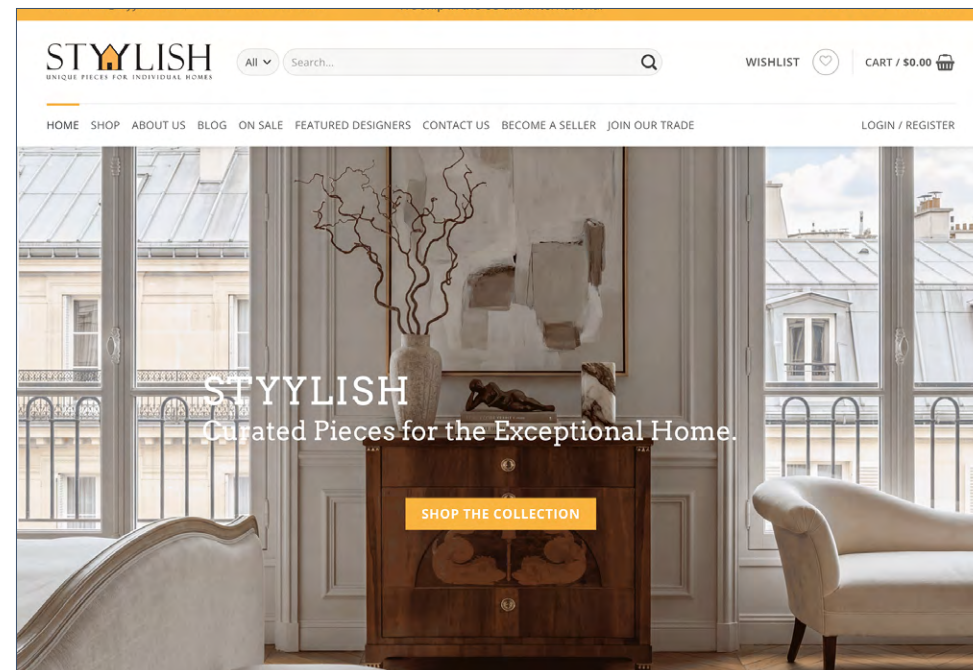 STYYLISH
UNIQUE PIECES FOR INDIVIDUAL HOMES
All
Search...
WISHLIST
CART / $0.00
HOME SHOP ABOUT US BLOG ON SALE FEATURED DESIGNERS CONTACT US BECOME A SELLER JOIN OUR TRADE LOGIN / REGISTER
STYYLISH
Curated Pieces for the Exceptional Home.
SHOP THE COLLECTION